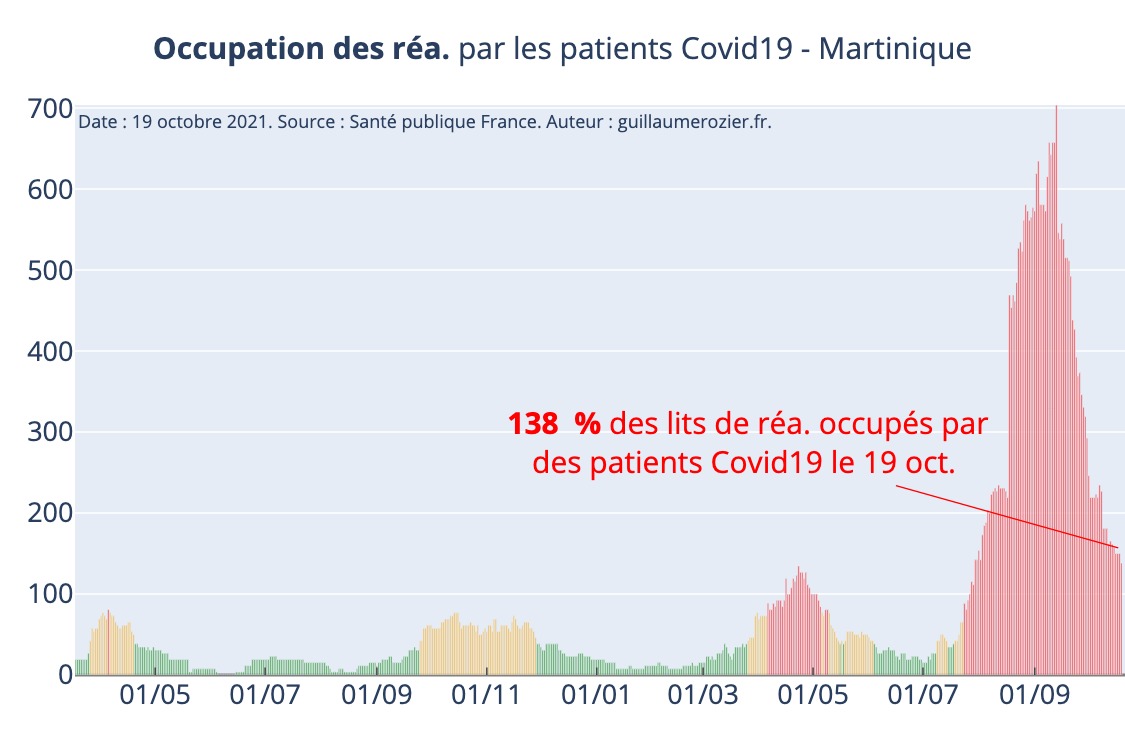 Occupation des réa. par les patients Covid19 - Martinique
700
Date : 19 octobre 2021. Source : Santé publique France. Auteur : guillaumerozier.fr.
600
500
400
138 % des lits de réa. occupés par
300
des patients Covid19 le 19 oct.
200
100
0
01/05 01/07 01/09 01/11 01/01 01/03 01/05 01/07 01/09